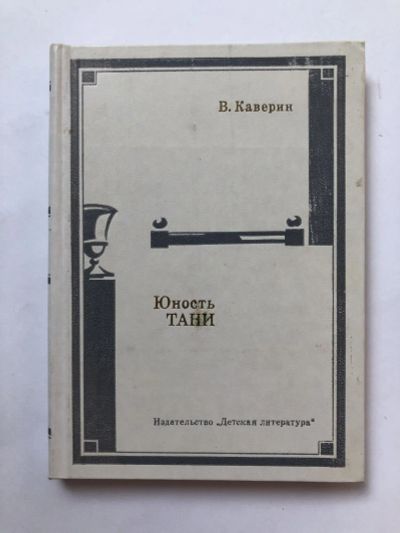 В. Каверин
Юность
ТАНИ
Издательство „Детская литература“